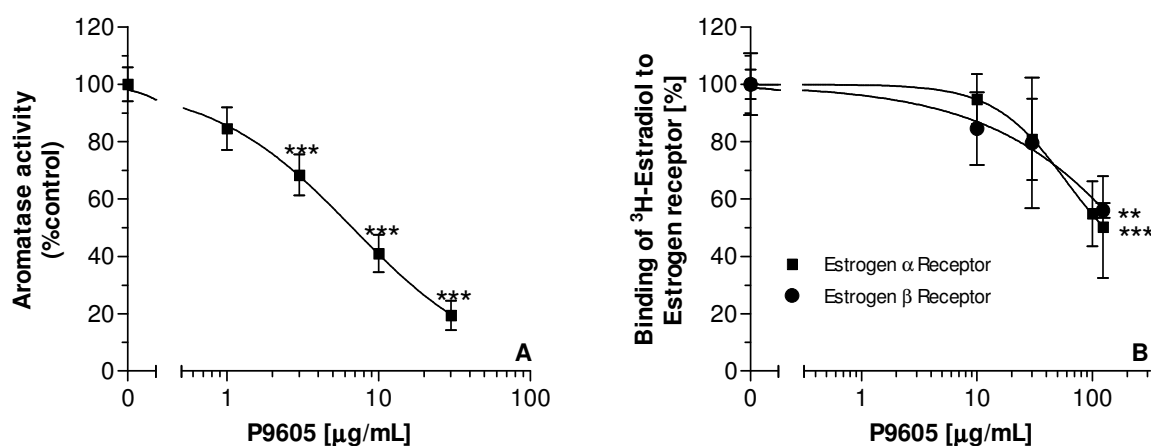 Aromatase activity
(%control)
120
100
80
60
40
20
0
***
***
***
A
0
1
10
100
P9605 [µg/mL]
Binding of ³H-Estradiol to
Estrogen receptor [%]
120
100
80
60
40
20
0
**
***
Estrogen α Receptor
Estrogen β Receptor
B
0
1
10
100
P9605 [µg/mL]